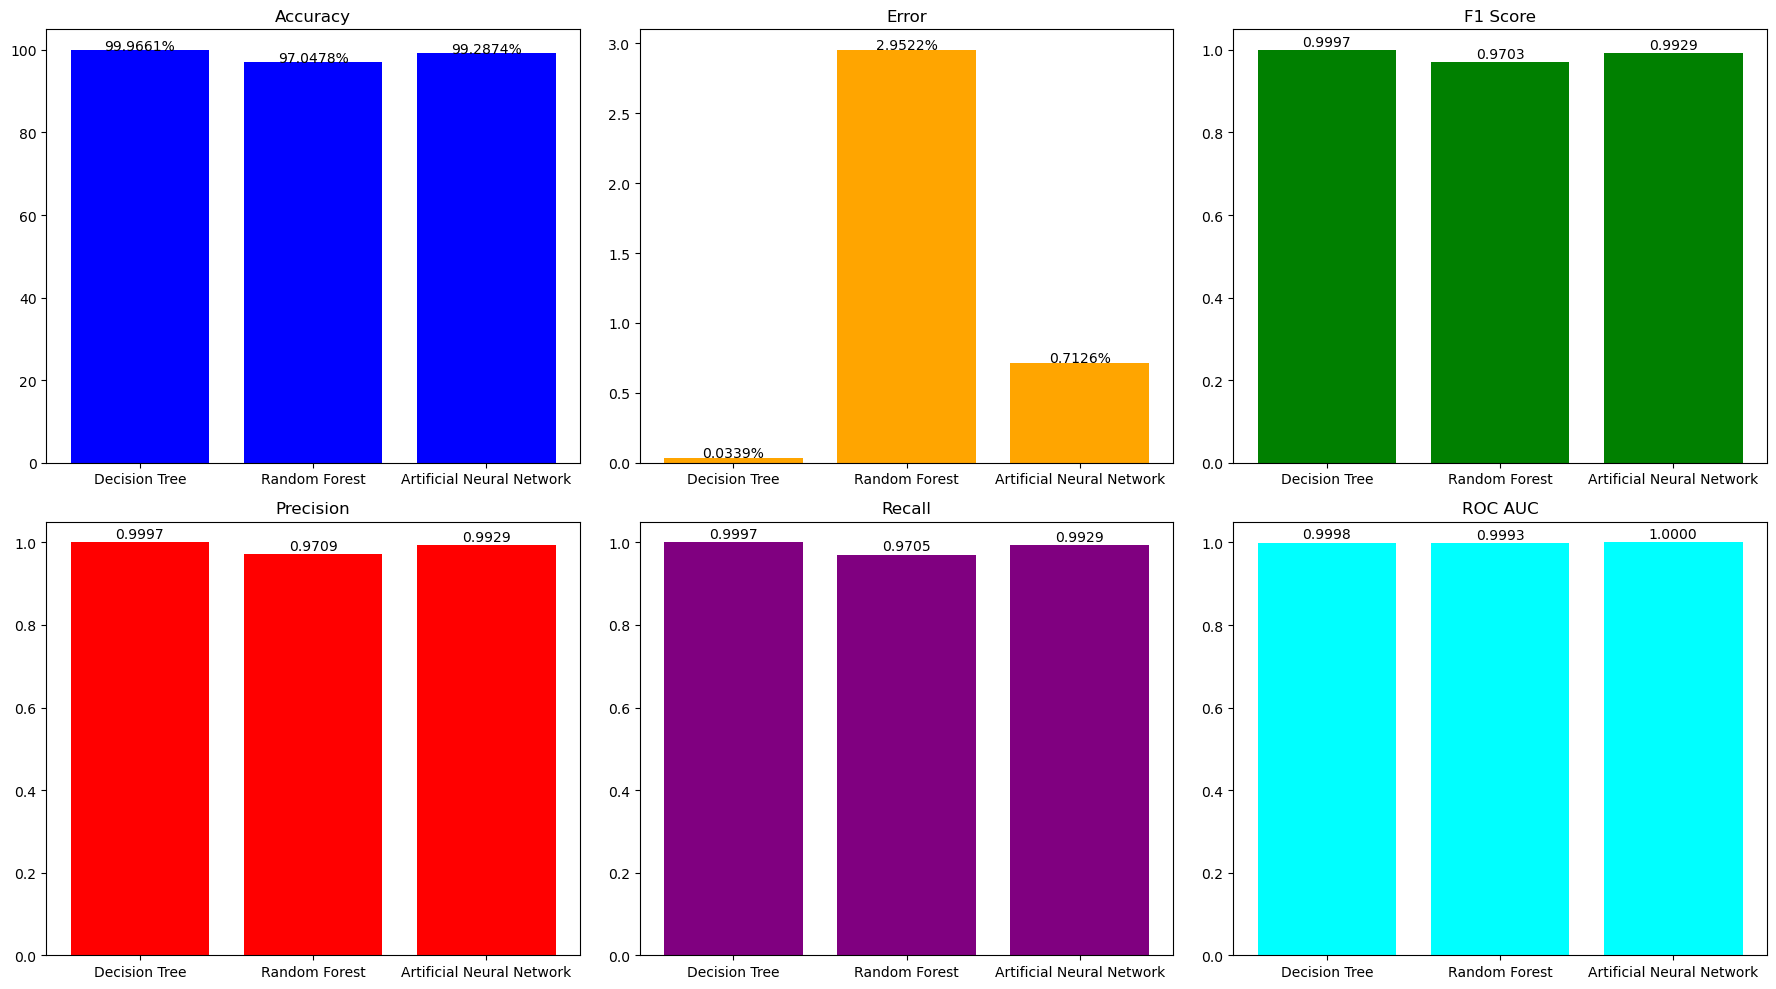 Accuracy
99.9661%
97.0478%
99.2874%
100
80
60
40
20
0
Decision Tree
Random Forest
Artificial Neural Network
Error
2.9522%
0.7126%
0.0339%
3.0
2.5
2.0
1.5
1.0
0.5
0.0
Decision Tree
Random Forest
Artificial Neural Network
F1 Score
0.9997
0.9703
0.9929
1.0
0.8
0.6
0.4
0.2
0.0
Decision Tree
Random Forest
Artificial Neural Network
Precision
0.9997
0.9709
0.9929
1.0
0.8
0.6
0.4
0.2
0.0
Decision Tree
Random Forest
Artificial Neural Network
Recall
0.9997
0.9705
0.9929
1.0
0.8
0.6
0.4
0.2
0.0
Decision Tree
Random Forest
Artificial Neural Network
ROC AUC
0.9998
0.9993
1.0000
1.0
0.8
0.6
0.4
0.2
0.0
Decision Tree
Random Forest
Artificial Neural Network